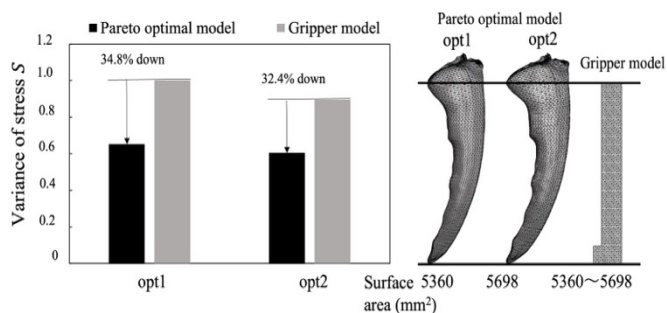 ■Pareto optimal model ■Gripper model
Variance of stress S
1.2
1.0
0.8
0.6
0.4
0.2
0
34.8% down
32.4% down
opt1 opt2
Pareto optimal model
opt1 opt2
Gripper model
Surface area (mm²)
5360 5698 5360～5698